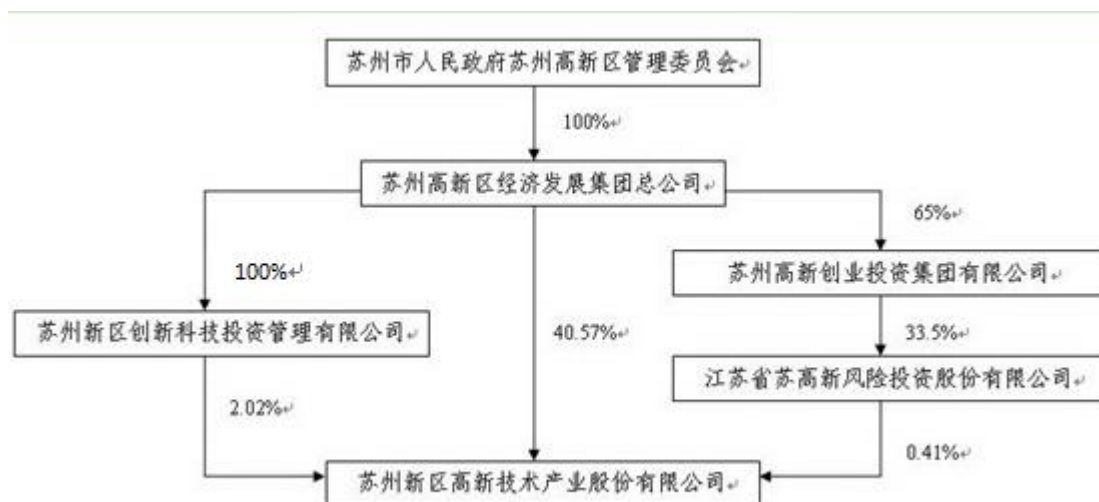 苏州市人民政府苏州高新区管理委员会
100%
苏州高新区经济发展集团总公司
65%
100%
苏州高新创业投资集团有限公司
苏州新区创新科技投资管理有限公司
40.57%
33.5%
江苏省苏高新风险投资股份有限公司
2.02%
0.41%
苏州新区高新技术产业股份有限公司